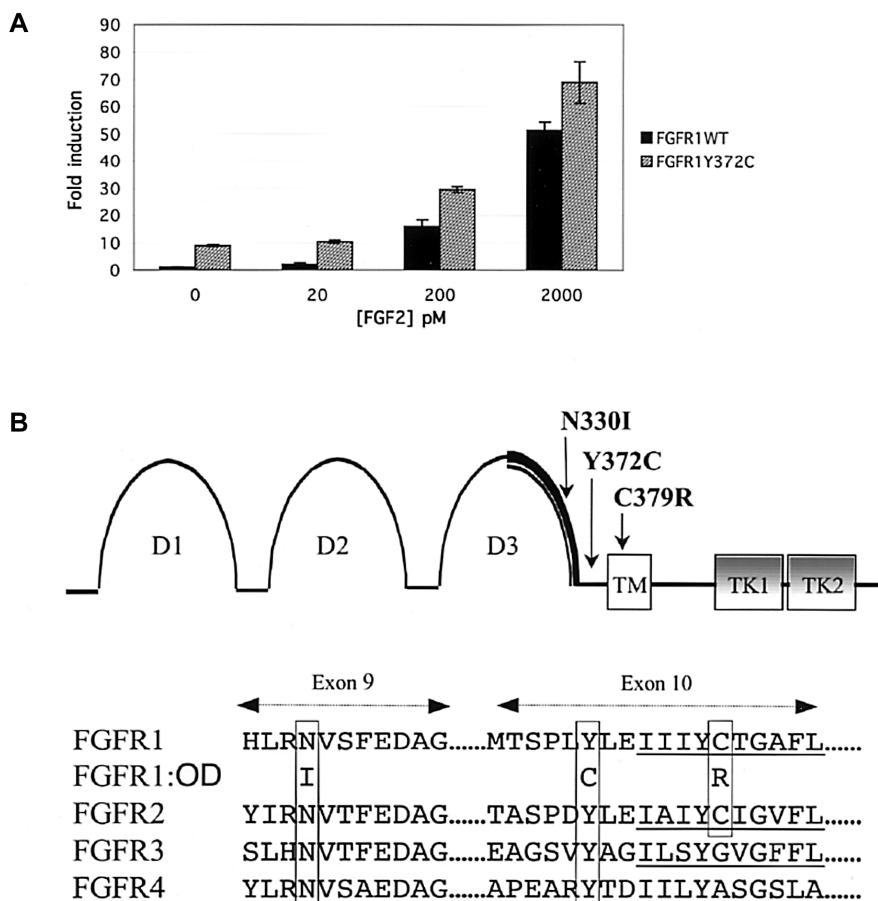 A
90
80
70
60
50
40
30
20
10
0
Fold induction
0 20 200 2000
[FGF2] pM
FGFR1WT
FGFR1Y372C
B
N330I
Y372C
C379R
D1 D2 D3 TM TK1 TK2
Exon 9 Exon 10
FGFR1 HLRNVSFEDAG......MTSPLYLEIIIYCTGAFL......
FGFR1:OD I C R
FGFR2 YIRNVTFEDAG......TASPDYLEIAIYCIGVFL......
FGFR3 SLHNVTFEDAG......EAGSVYAGILSYGVGFFL......
FGFR4 YLRNVSAEDAG......APEARYTDIILYASGSLA......